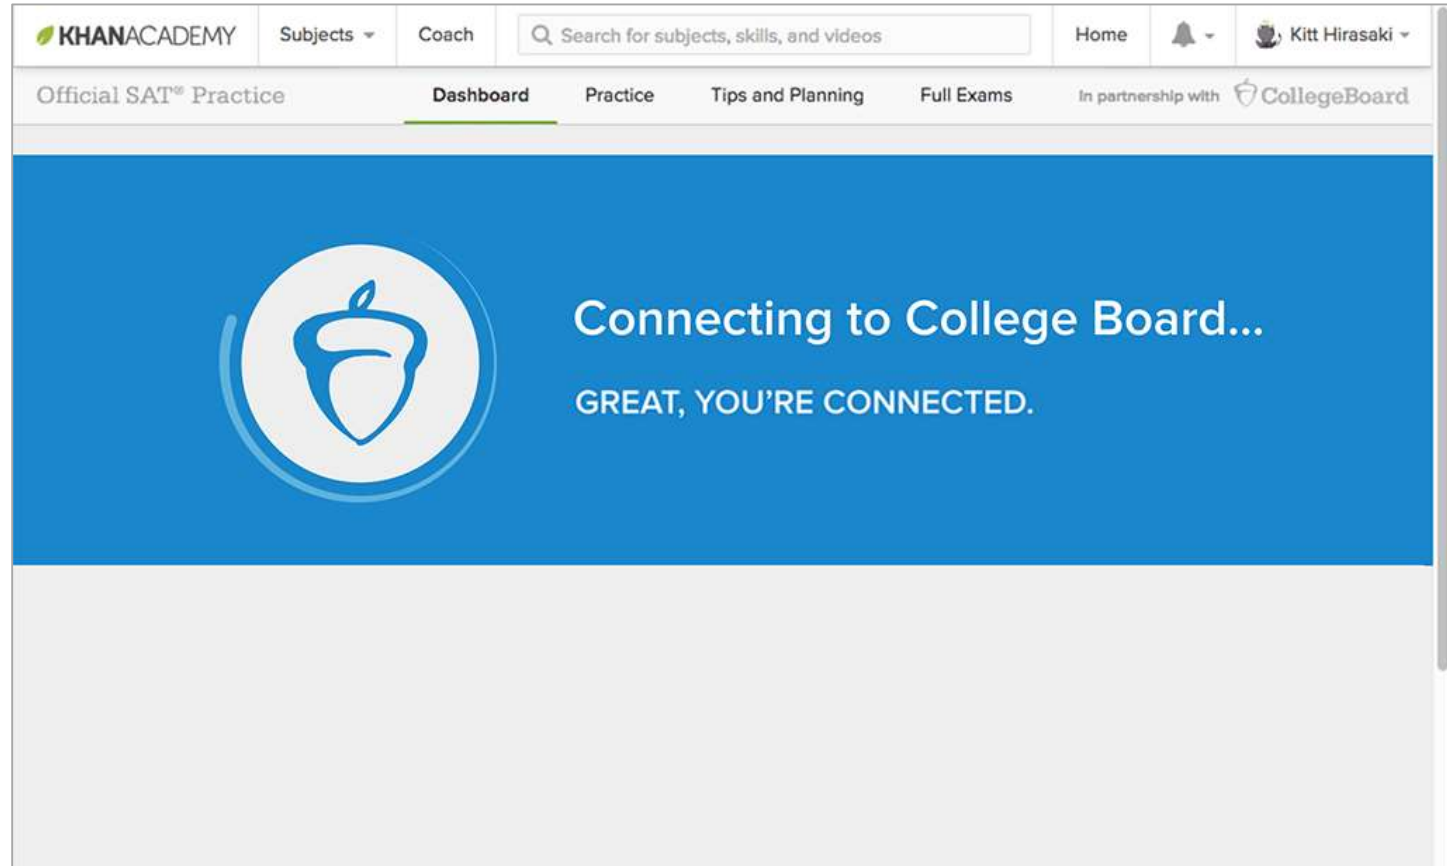 KHANACADEMY Subjects Coach Search for subjects, skills, and videos Home Kitt Hirasaki
Official SAT® Practice Dashboard Practice Tips and Planning Full Exams In partnership with CollegeBoard
Connecting to College Board...
GREAT, YOU'RE CONNECTED.